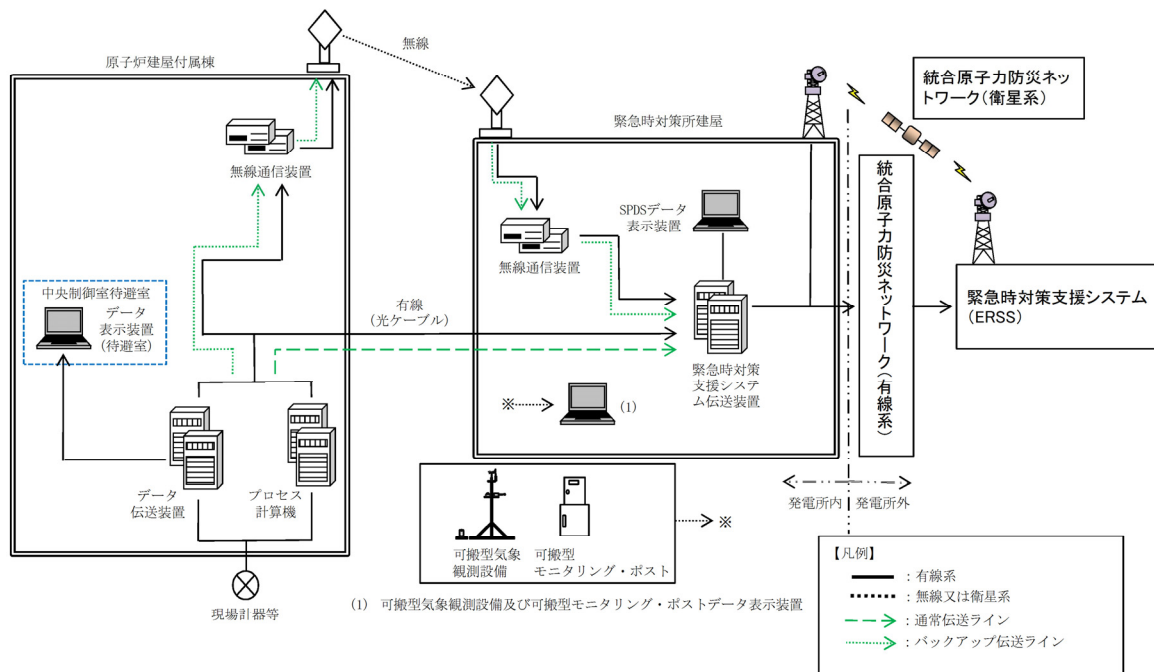 原子炉建屋付属棟
無線
無線通信装置
中央制御室待避室
データ
表示装置
(待避室)
データ
伝送装置
プロセス
計算機
現場計器等
有線
(光ケーブル)
緊急時対策所建屋
無線通信装置
SPDSデータ
表示装置
緊急時対策
支援システ
ム伝送装置
※
(1)
可搬型気象
観測設備
可搬型
モニタリング・ポスト
※
(1) 可搬型気象観測設備及び可搬型モニタリング・ポストデータ表示装置
統合原子力防災ネッ
トワーク(衛星系)
統合原子力防災ネットワーク(有線系)
緊急時対策支援システム
(ERSS)
発電所内
発電所外
【凡例】
:有線系
:無線又は衛星系
:通常伝送ライン
:バックアップ伝送ライン